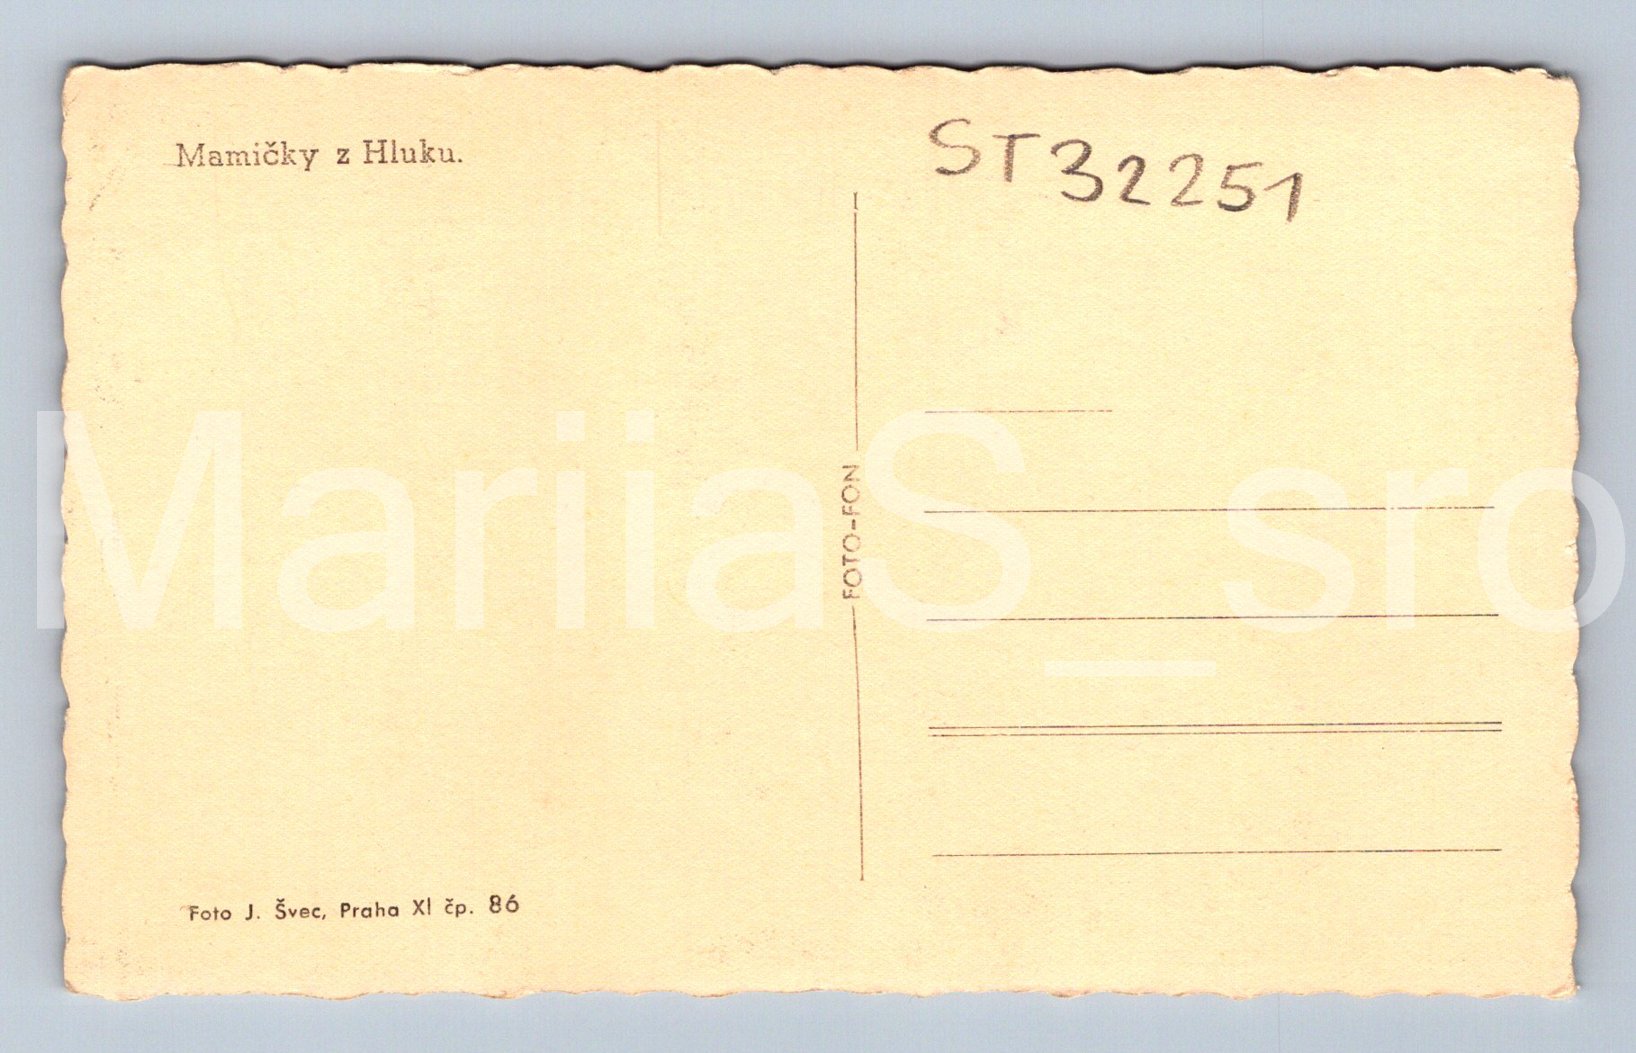 Mamičky z Hluku.
ST32251
FOTO-FON
MariiaS_sro
Foto J. Švec, Praha XI čp. 86